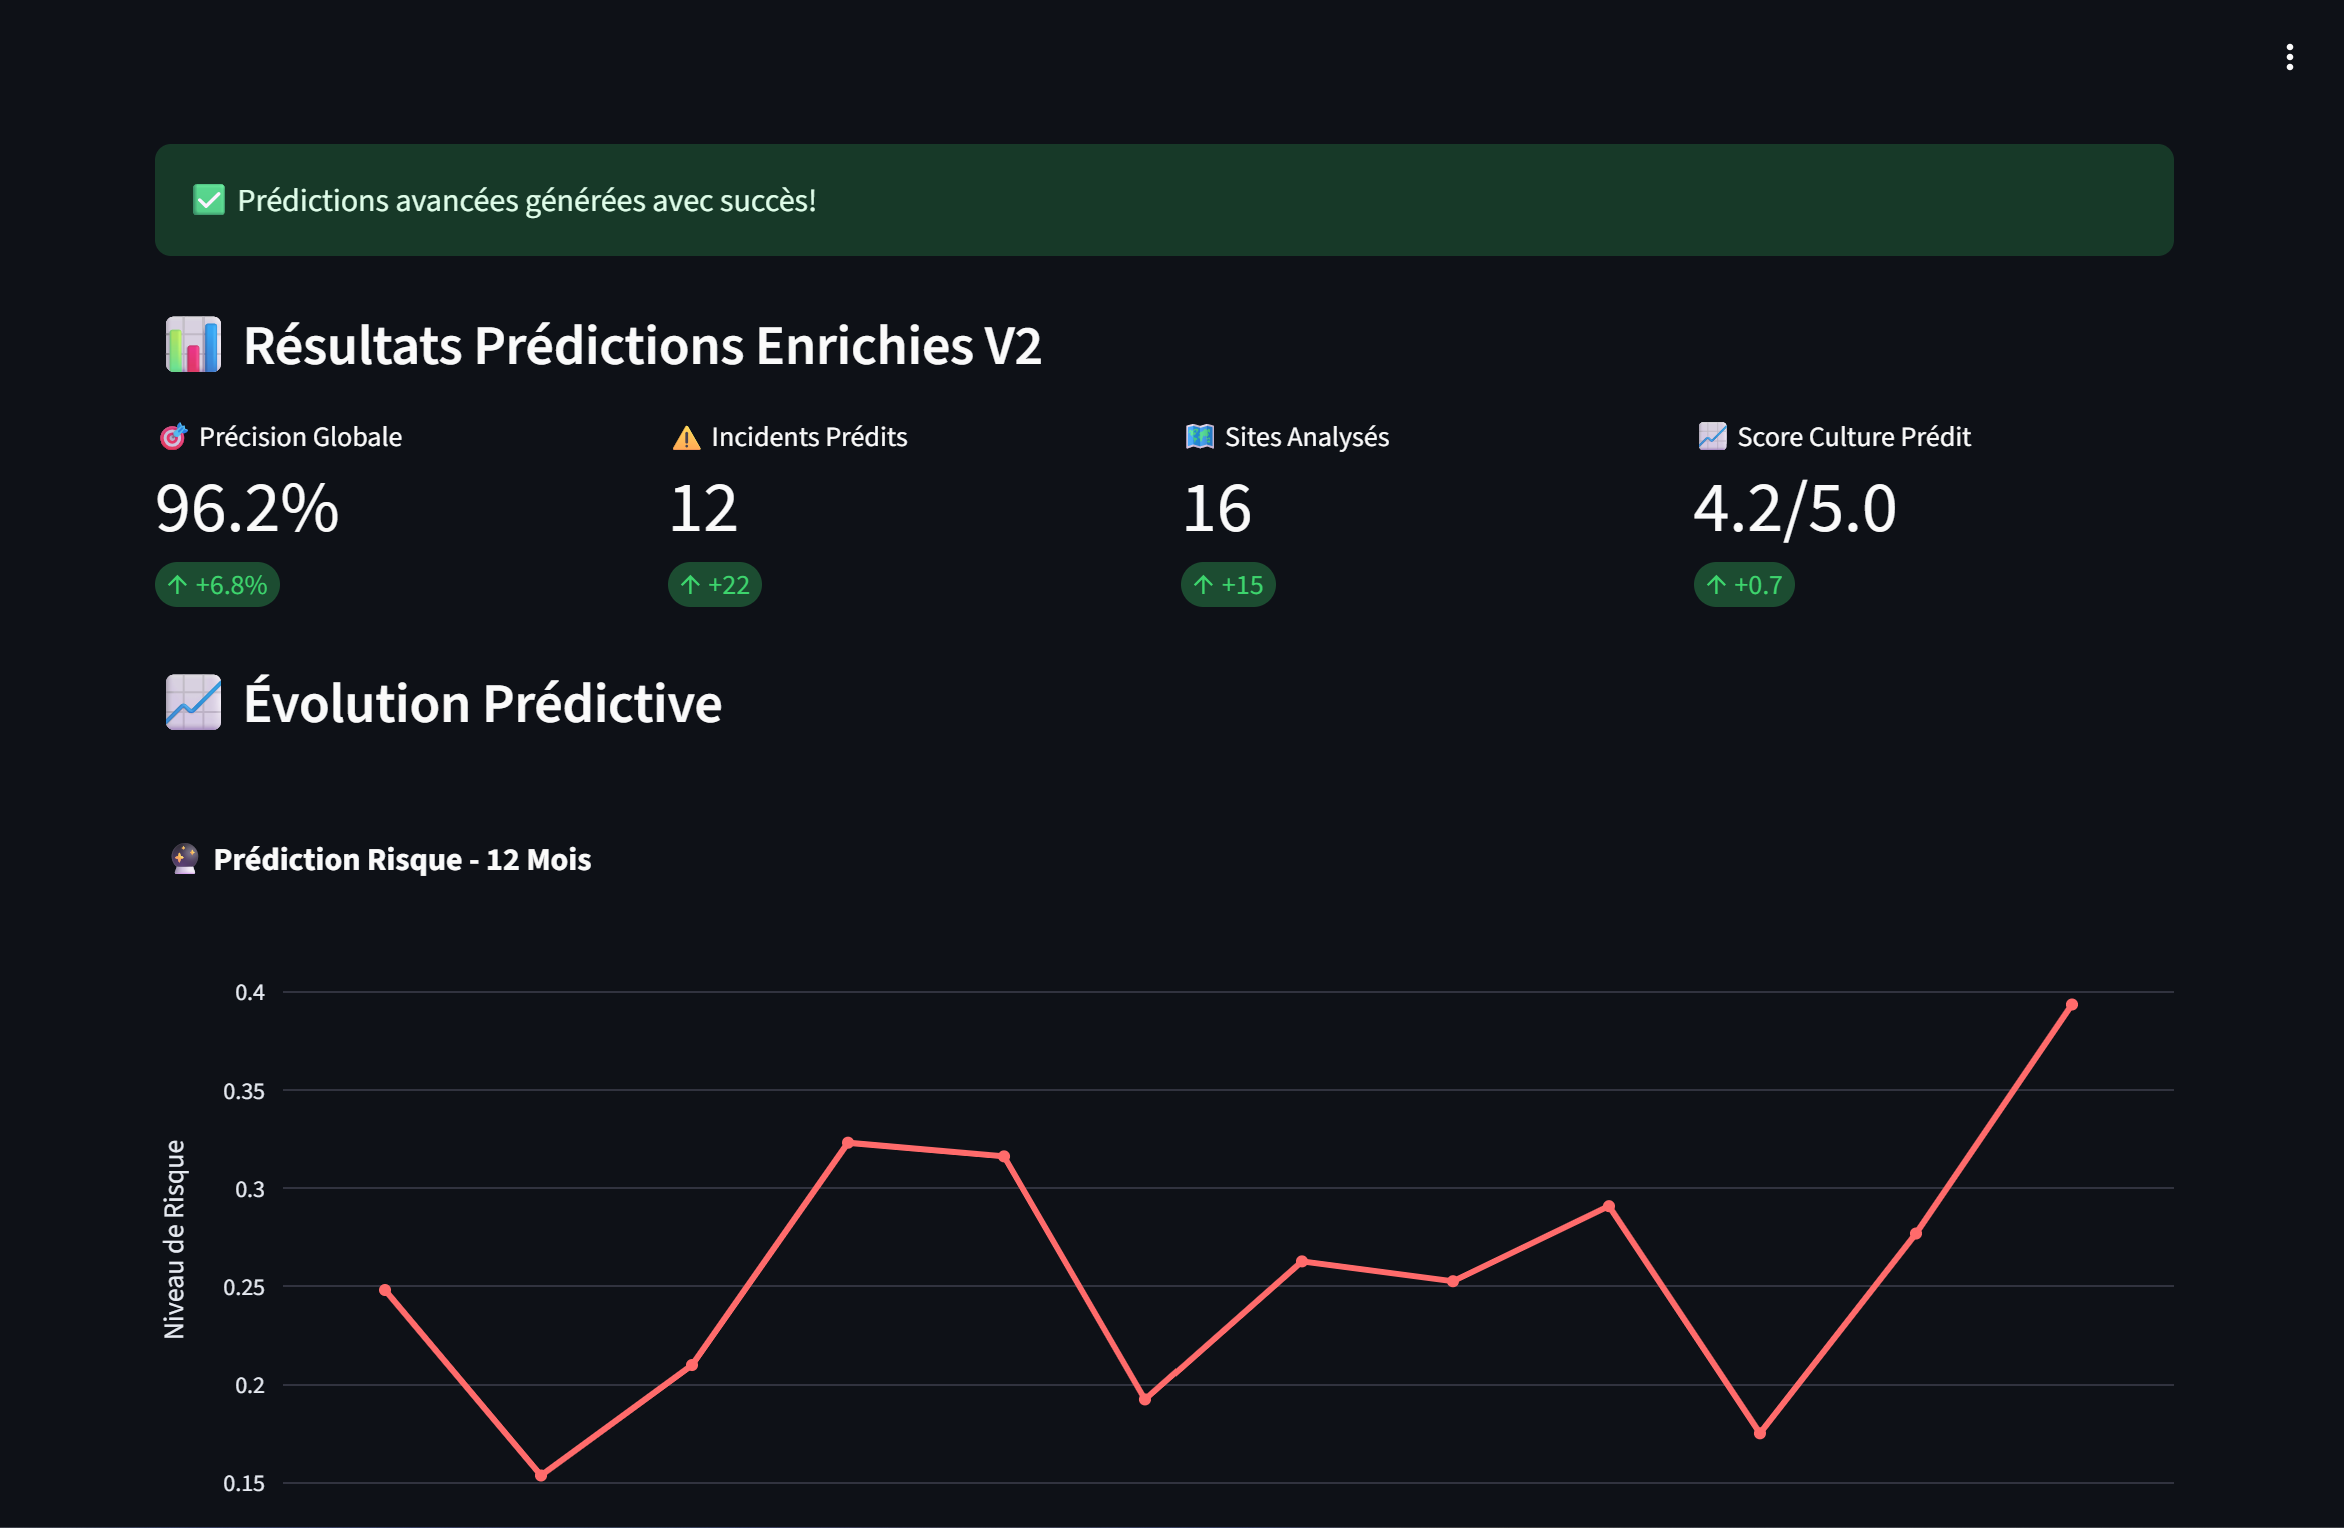 ✅ Prédictions avancées générées avec succès!
📊 Résultats Prédictions Enrichies V2
🎯 Précision Globale
96.2%
↑ +6.8%
⚠️ Incidents Prédits
12
↑ +22
🗺️ Sites Analysés
16
↑ +15
📈 Score Culture Prédit
4.2/5.0
↑ +0.7
📈 Évolution Prédictive
🔮 Prédiction Risque - 12 Mois
Niveau de Risque
0.4
0.35
0.3
0.25
0.2
0.15